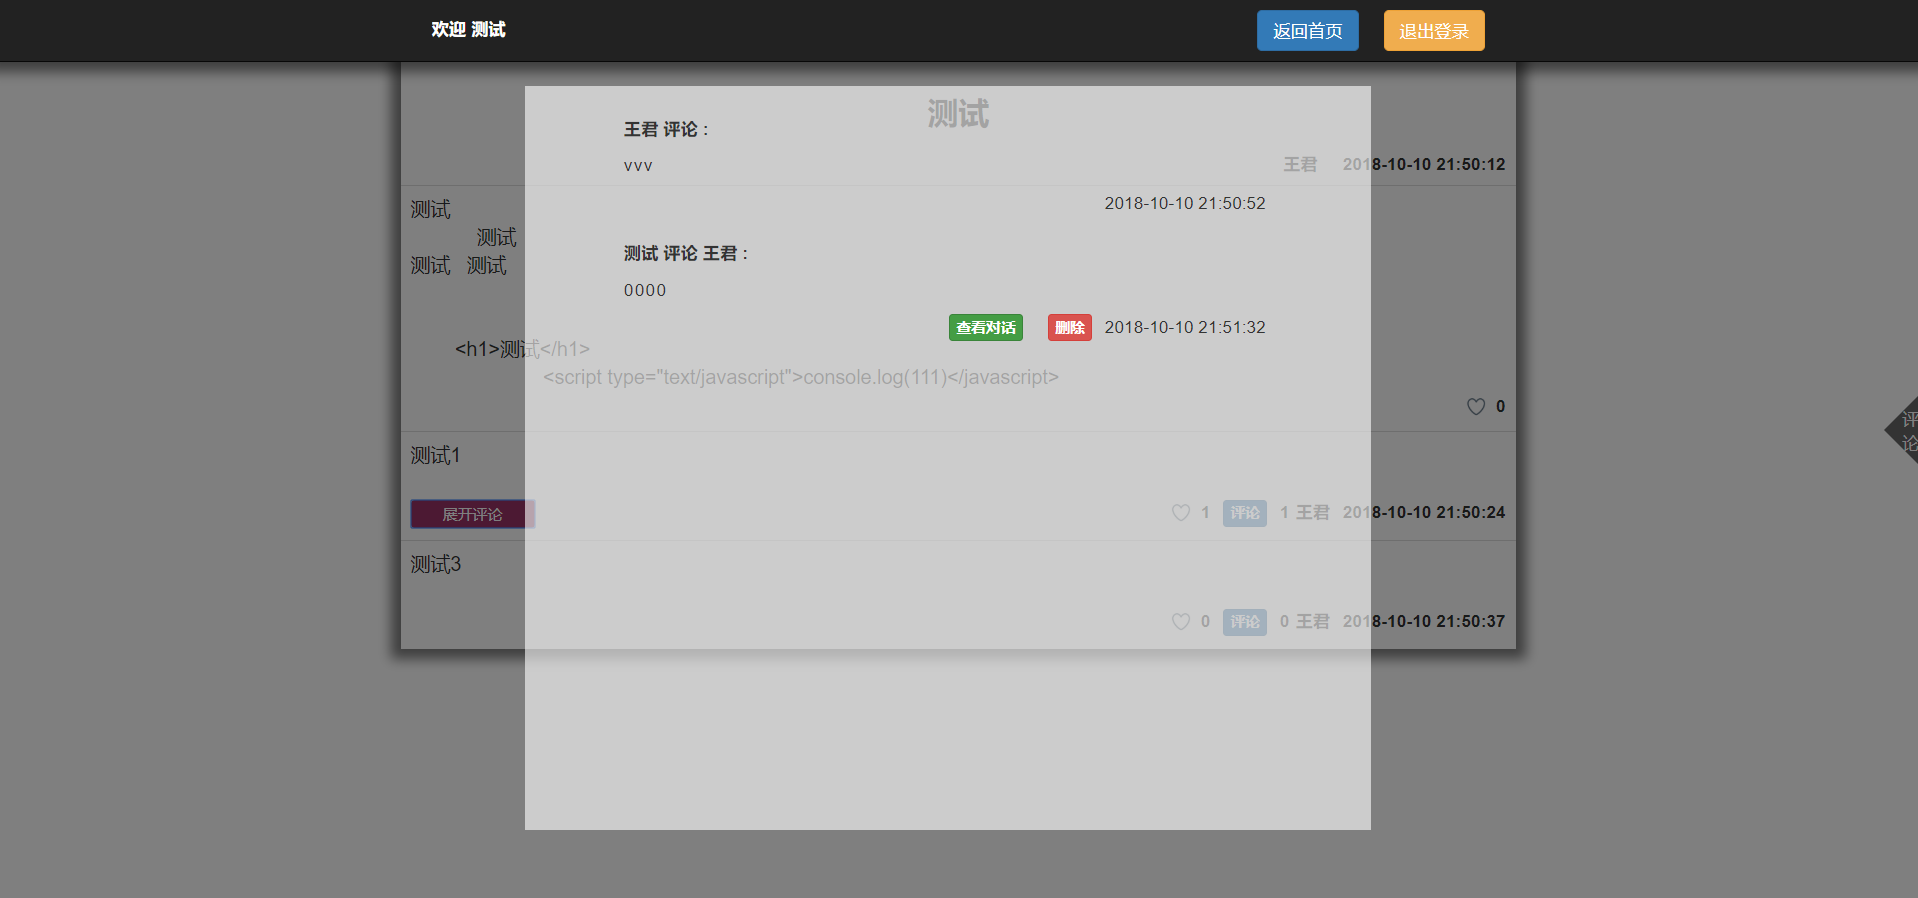 欢迎 测试
返回首页
退出登录
测试
王君 评论 :
vvv
王君 2018-10-10 21:50:12
2018-10-10 21:50:52
测试
测试
测试 测试
测试 评论 王君 :
0000
查看对话 删除 2018-10-10 21:51:32
<h1>测试</h1>
<script type="text/javascript">console.log(111)</javascript>
0
评
论
测试1
展开评论
1 评论 1 王君 2018-10-10 21:50:24
测试3
0 评论 0 王君 2018-10-10 21:50:37